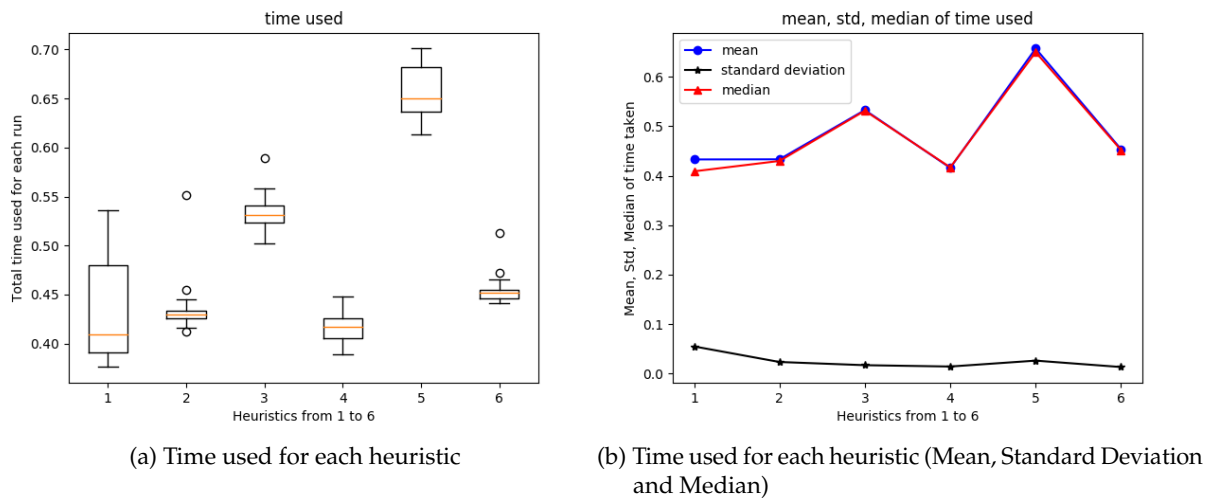 time used
0.70
0.65
0.60
0.55
0.50
0.45
0.40
Total time used for each run
1 2 3 4 5 6
Heuristics from 1 to 6
(a) Time used for each heuristic
mean, std, median of time used
mean
standard deviation
median
0.6
0.5
0.4
0.3
0.2
0.1
0.0
Mean, Std, Median of time taken
1 2 3 4 5 6
Heuristics from 1 to 6
(b) Time used for each heuristic (Mean, Standard Deviation
and Median)